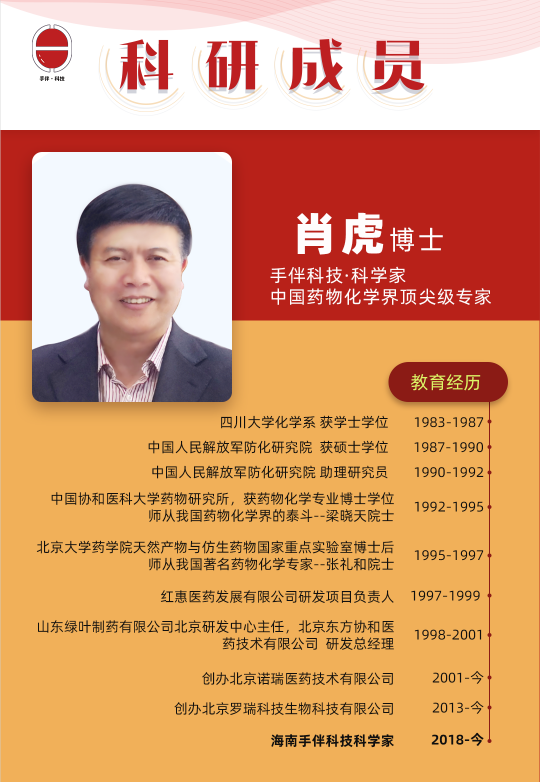 手伴·科技
科研成员
肖虎博士
手伴科技·科学家
中国药物化学界顶尖级专家
教育经历
四川大学化学系 获学士学位 1983-1987
中国人民解放军防化研究院 获硕士学位 1987-1990
中国人民解放军防化研究院 助理研究员 1990-1992
中国协和医科大学药物研究所，获药物化学专业博士学位
师从我国药物化学界的泰斗--梁晓天院士 1992-1995
北京大学药学院天然产物与仿生药物国家重点实验室博士后
师从我国著名药物化学专家--张礼和院士 1995-1997
红惠医药发展有限公司研发项目负责人 1997-1999
山东绿叶制药有限公司北京研发中心主任，北京东方协和医
药技术有限公司 研发总经理 1998-2001
创办北京诺瑞医药技术有限公司 2001-今
创办北京罗瑞科技生物科技有限公司 2013-今
海南手伴科技科学家 2018-今